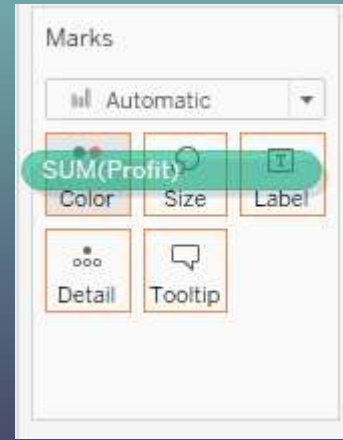 Marks
Automatic
SUM(Profit)
Color Size Label
T
Detail Tooltip